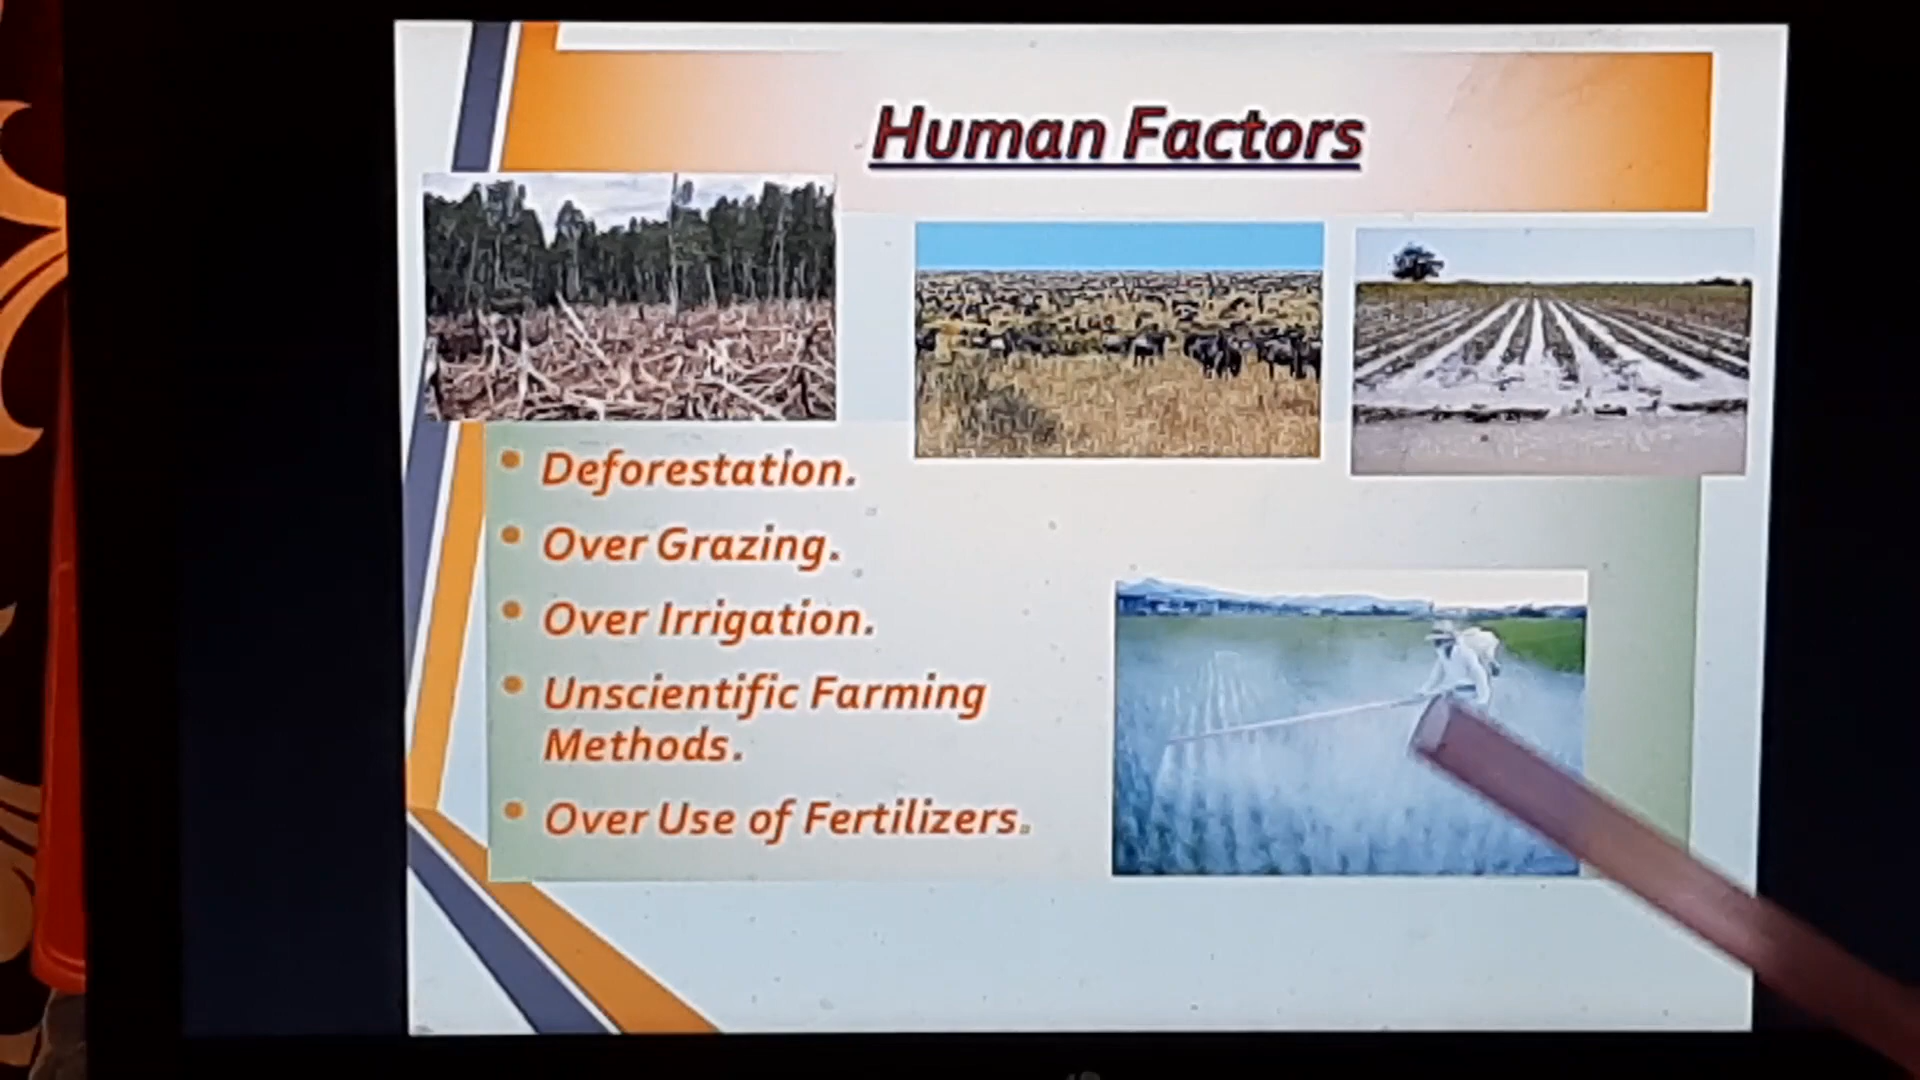 Human Factors
Deforestation.
Over Grazing.
Over Irrigation.
Unscientific Farming
Methods.
Over Use of Fertilizers.